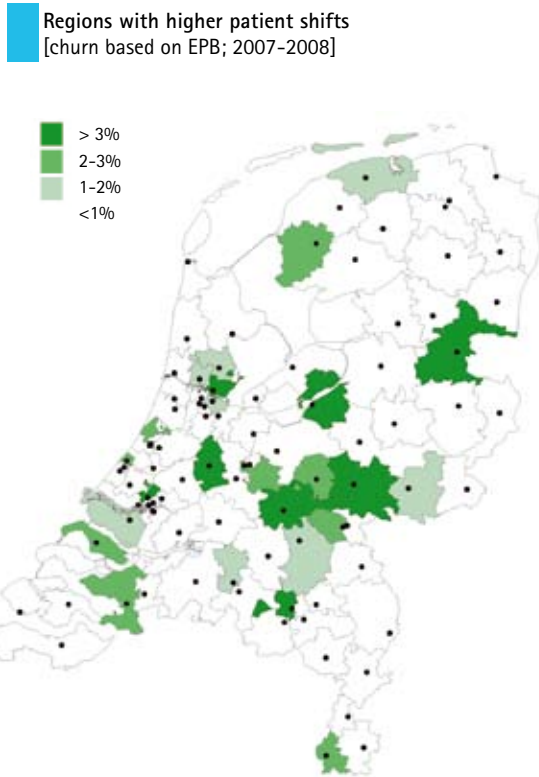 Regions with higher patient shifts
[churn based on EPB; 2007-2008]
> 3%
2-3%
1-2%
<1%